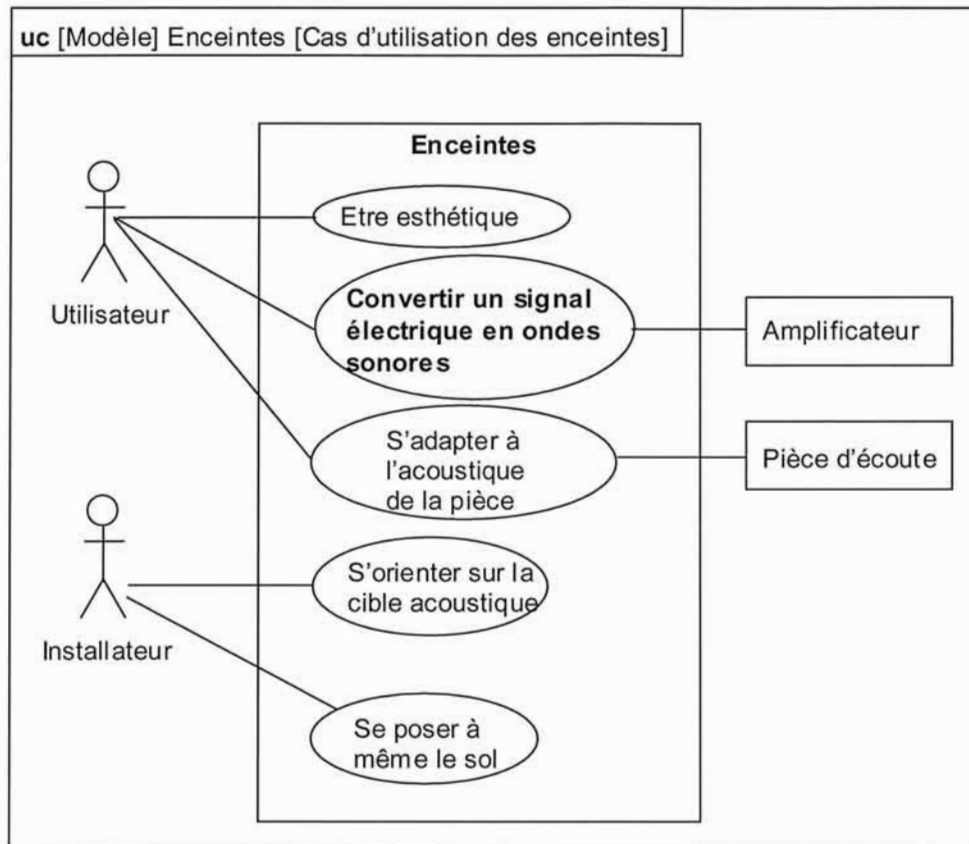 uc [Modèle] Enceintes [Cas d'utilisation des enceintes]
Enceintes
Etre esthétique
Utilisateur
Convertir un signal
électrique en ondes
sonores
Amplificateur
S'adapter à
l'acoustique
de la pièce
Pièce d'écoute
S'orienter sur la
cible acoustique
Installateur
Se poser à
même le sol